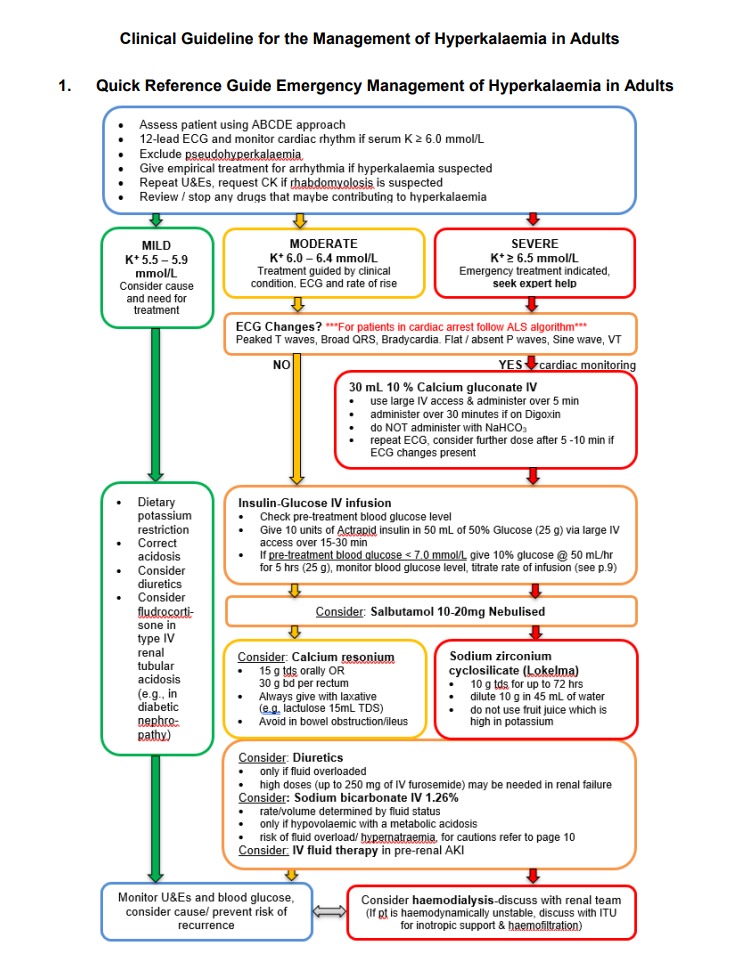 Clinical Guideline for the Management of Hyperkalaemia in Adults
1. Quick Reference Guide Emergency Management of Hyperkalaemia in Adults
• Assess patient using ABCDE approach
• 12-lead ECG and monitor cardiac rhythm if serum K ≥ 6.0 mmol/L
• Exclude pseudohyperkalaemia
• Give empirical treatment for arrhythmia if hyperkalaemia suspected
• Repeat U&Es, request CK if rhabdomyolosis is suspected
• Review / stop any drugs that maybe contributing to hyperkalaemia
MILD
K⁺ 5.5 – 5.9
mmol/L
Consider cause
and need for
treatment
MODERATE
K⁺ 6.0 – 6.4 mmol/L
Treatment guided by clinical
condition, ECG and rate of rise
SEVERE
K⁺ ≥ 6.5 mmol/L
Emergency treatment indicated,
seek expert help
ECG Changes? ***For patients in cardiac arrest follow ALS algorithm***
Peaked T waves, Broad QRS, Bradycardia. Flat / absent P waves, Sine wave, VT
NO
YES cardiac monitoring
30 mL 10 % Calcium gluconate IV
• use large IV access & administer over 5 min
• administer over 30 minutes if on Digoxin
• do NOT administer with NaHCO₃
• repeat ECG, consider further dose after 5 -10 min if
ECG changes present
• Dietary
potassium
restriction
• Correct
acidosis
• Consider
diuretics
• Consider
fludrocorti-
sone in
type IV
renal
tubular
acidosis
(e.g., in
diabetic
nephro-
pathy)
Insulin-Glucose IV infusion
• Check pre-treatment blood glucose level
• Give 10 units of Actrapid insulin in 50 mL of 50% Glucose (25 g) via large IV
access over 15-30 min
• If pre-treatment blood glucose < 7.0 mmol/L give 10% glucose @ 50 mL/hr
for 5 hrs (25 g), monitor blood glucose level, titrate rate of infusion (see p.9)
Consider: Salbutamol 10-20mg Nebulised
Consider: Calcium resonium
• 15 g tds orally OR
30 g bd per rectum
• Always give with laxative
(e.g. lactulose 15mL TDS)
• Avoid in bowel obstruction/ileus
Sodium zirconium
cyclosilicate (Lokelma)
• 10 g tds for up to 72 hrs
• dilute 10 g in 45 mL of water
• do not use fruit juice which is
high in potassium
Consider: Diuretics
• only if fluid overloaded
• high doses (up to 250 mg of IV furosemide) may be needed in renal failure
Consider: Sodium bicarbonate IV 1.26%
• rate/volume determined by fluid status
• only if hypovolaemic with a metabolic acidosis
• risk of fluid overload/ hypernatraemia, for cautions refer to page 10
Consider: IV fluid therapy in pre-renal AKI
Monitor U&Es and blood glucose,
consider cause/ prevent risk of
recurrence
Consider haemodialysis-discuss with renal team
(If pt is haemodynamically unstable, discuss with ITU
for inotropic support & haemofiltration)